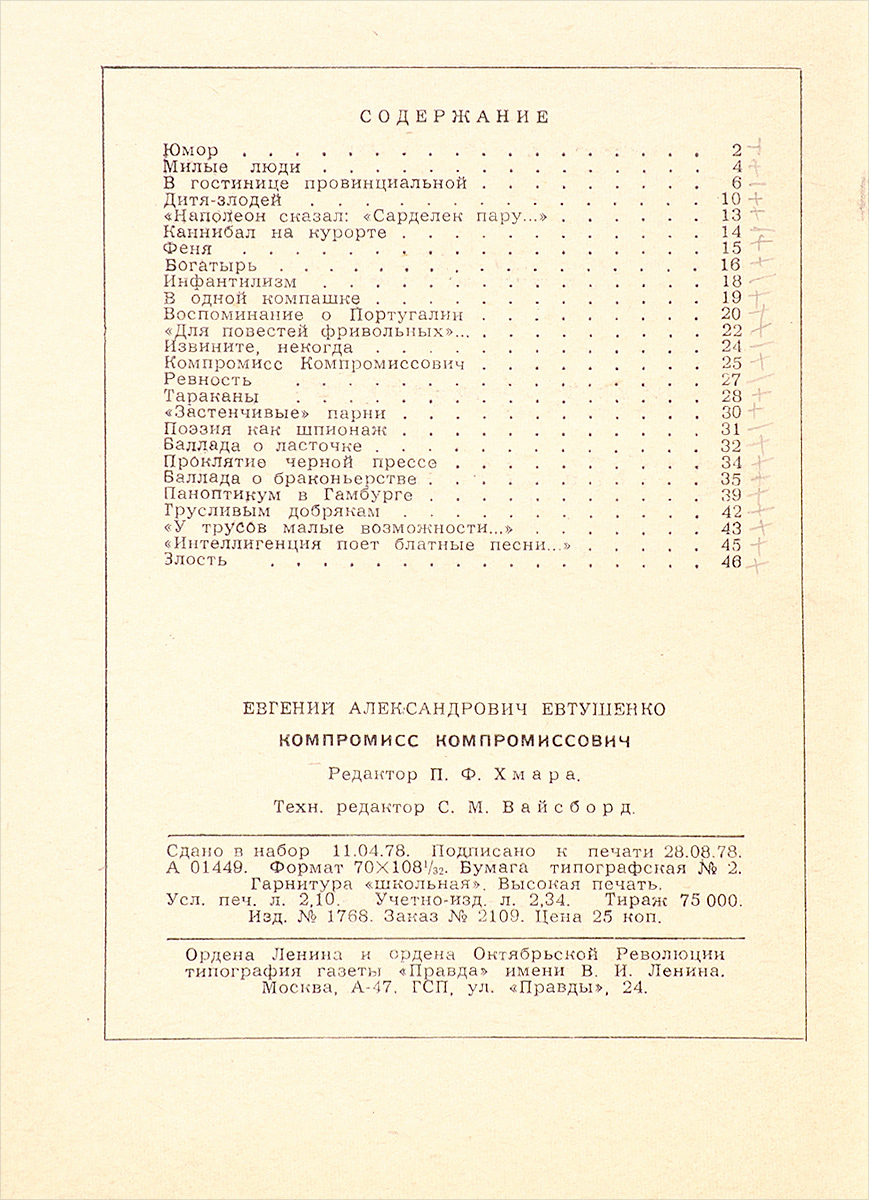 СОДЕРЖАНИЕ
Юмор . . . . . . . . . . . . . . . . . . 2 +
Милые люди . . . . . . . . . . . . . . . 4 +
В гостинице провинциальной . . . . . . . . . 6 —
Дитя-злодей . . . . . . . . . . . . . . . 10 +
«Наполеон сказал: «Сарделек пару...» . . . . . . 13 +
Каннибал на курорте . . . . . . . . . . . . 14 —
Феня . . . . . . . . . . . . . . . . . . 15 +
Богатырь . . . . . . . . . . . . . . . . . 16 +
Инфантилизм . . . . . . . . . . . . . . . 18 —
В одной компашке . . . . . . . . . . . . . 19 +
Воспоминание о Португалии . . . . . . . . . 20 +
«Для повестей фривольных»... . . . . . . . . . 22 +
Извините, некогда . . . . . . . . . . . . . 24 —
Компромисс Компромиссович . . . . . . . . . 25 +
Ревность . . . . . . . . . . . . . . . . 27 —
Тараканы . . . . . . . . . . . . . . . . 28 +
«Застенчивые» парни . . . . . . . . . . . . 30 +
Поэзия как шпионаж . . . . . . . . . . . . 31 —
Баллада о ласточке . . . . . . . . . . . . . 32 +
Проклятие черной прессе . . . . . . . . . . 34 +
Баллада о браконьерстве . . . . . . . . . . . 35 +
Паноптикум в Гамбурге . . . . . . . . . . . 39 +
Трусливым добрякам . . . . . . . . . . . . 42 +
«У трусов малые возможности...» . . . . . . . 43 +
«Интеллигенция поет блатные песни...» . . . . . 45 +
Злость . . . . . . . . . . . . . . . . . 46 +
ЕВГЕНИЙ АЛЕКСАНДРОВИЧ ЕВТУШЕНКО
КОМПРОМИСС КОМПРОМИССОВИЧ
Редактор П. Ф. Хмара.
Техн. редактор С. М. Вайсборд.
Сдано в набор 11.04.78. Подписано к печати 28.08.78.
А 01449. Формат 70×108¹/₃₂. Бумага типографская № 2.
Гарнитура «школьная». Высокая печать.
Усл. печ. л. 2,10. Учетно-изд. л. 2,34. Тираж 75 000.
Изд. № 1768. Заказ № 2109. Цена 25 коп.
Ордена Ленина и ордена Октябрьской Революции
типография газеты «Правда» имени В. И. Ленина.
Москва, А-47, ГСП, ул. «Правды», 24.